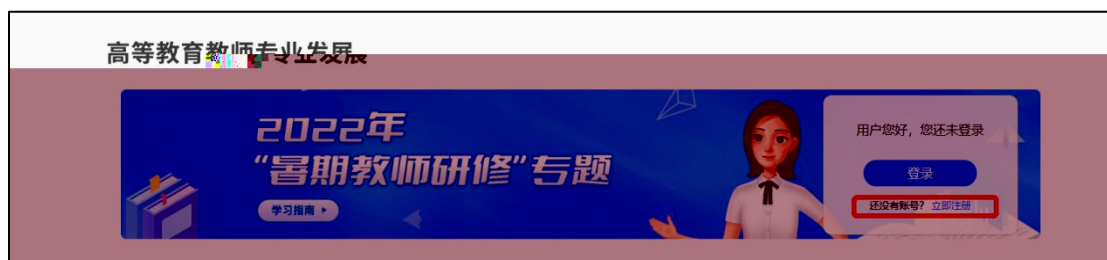 高等教育教师专业发展
2022年
“暑期教师研修”专题
学习指南
用户您好，您还未登录
登录
还没有账号？ 立即注册